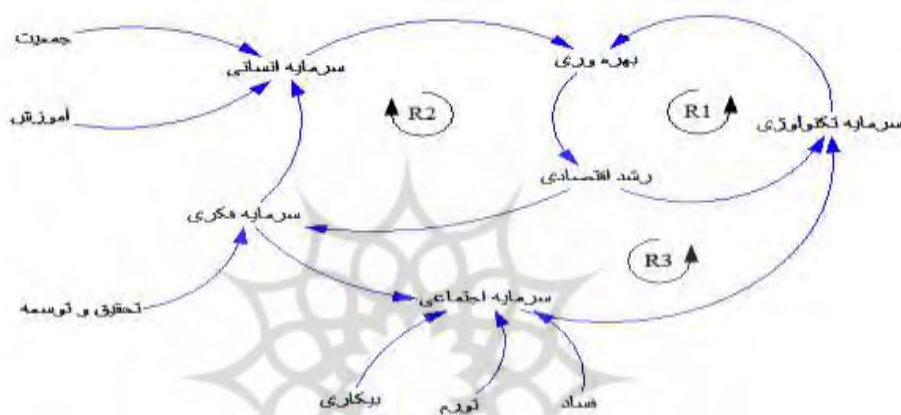 جمعیت
سرمایه انسانی
بهره وری
R2
R1
آموزش
سرمایه تکنولوژی
رشد اقتصادی
سرمایه فکری
R3
سرمایه اجتماعی
تحقیق و توسعه
فساد
تورم
بیکاری